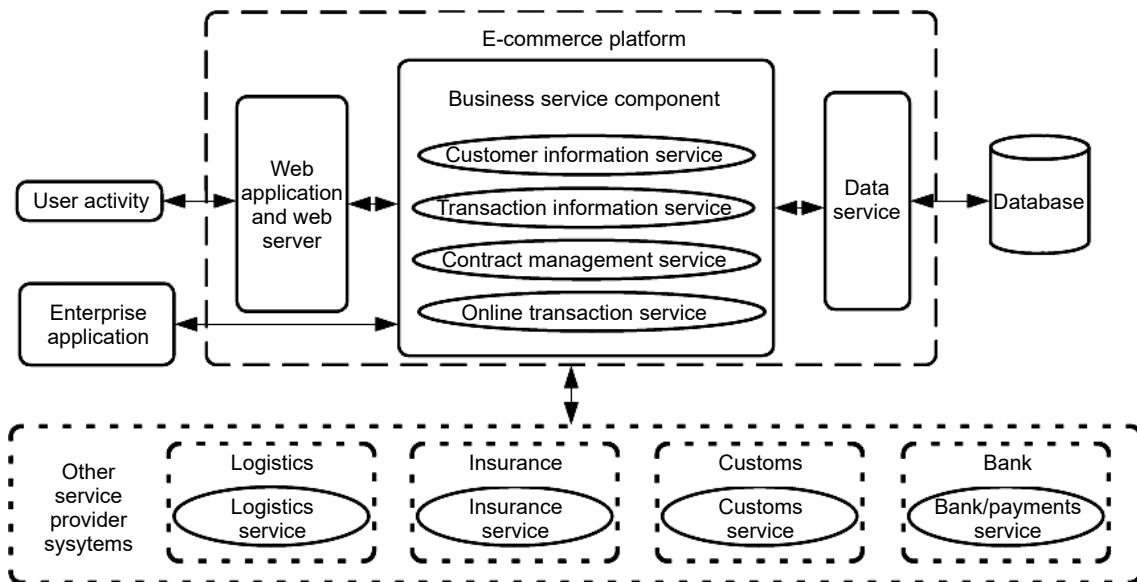 E-commerce platform
Business service component
Customer information service
Transaction information service
Contract management service
Online transaction service
Web
application
and web
server
User activity
Enterprise
application
Data
service
Database
Other
service
provider
sysytems
Logistics
Logistics
service
Insurance
Insurance
service
Customs
Customs
service
Bank
Bank/payments
service